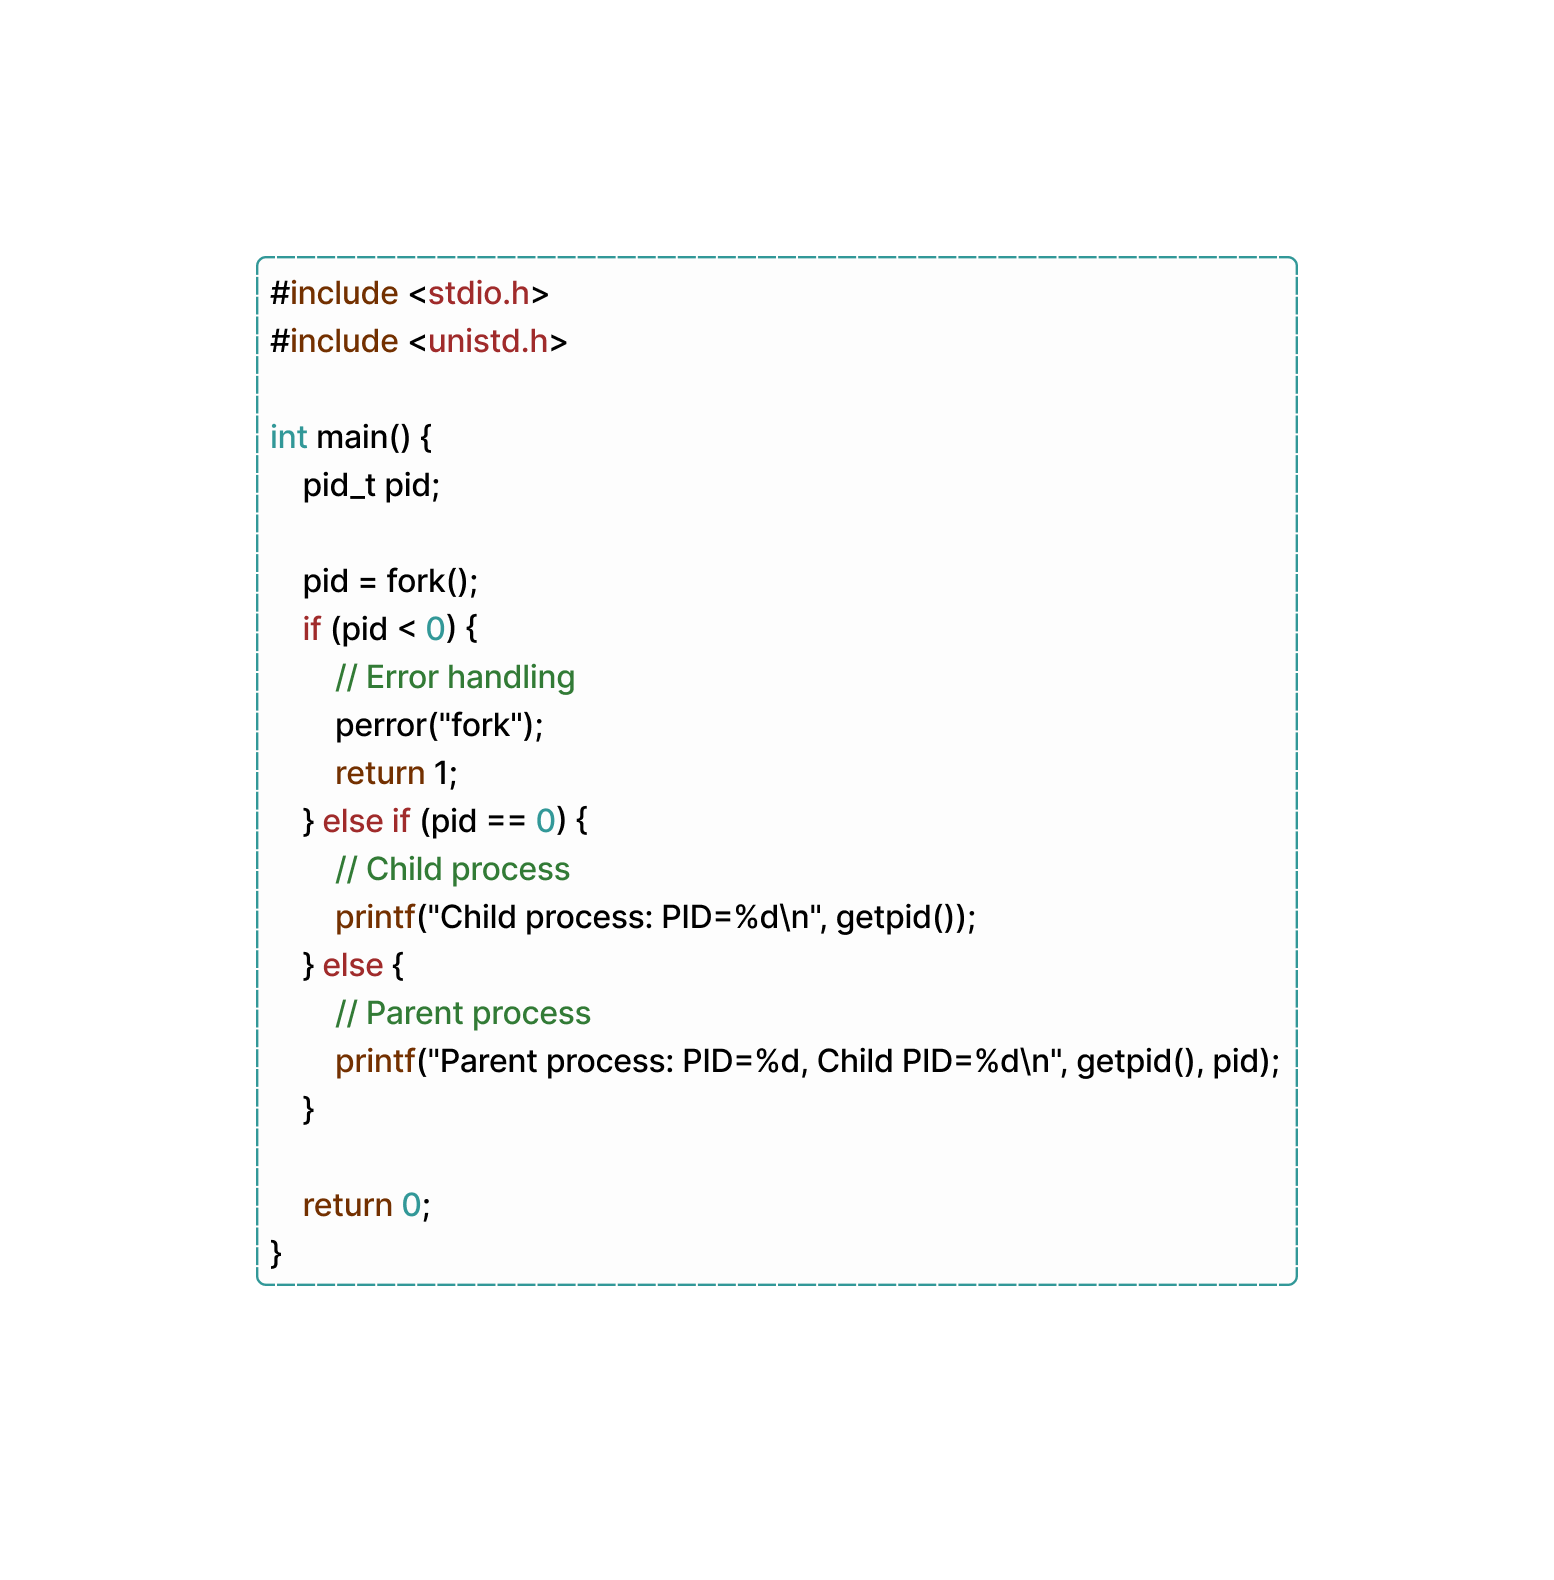 #include <stdio.h>
#include <unistd.h>

int main() {
    pid_t pid;

    pid = fork();
    if (pid < 0) {
        // Error handling
        perror("fork");
        return 1;
    } else if (pid == 0) {
        // Child process
        printf("Child process: PID=%d\n", getpid());
    } else {
        // Parent process
        printf("Parent process: PID=%d, Child PID=%d\n", getpid(), pid);
    }

    return 0;
}